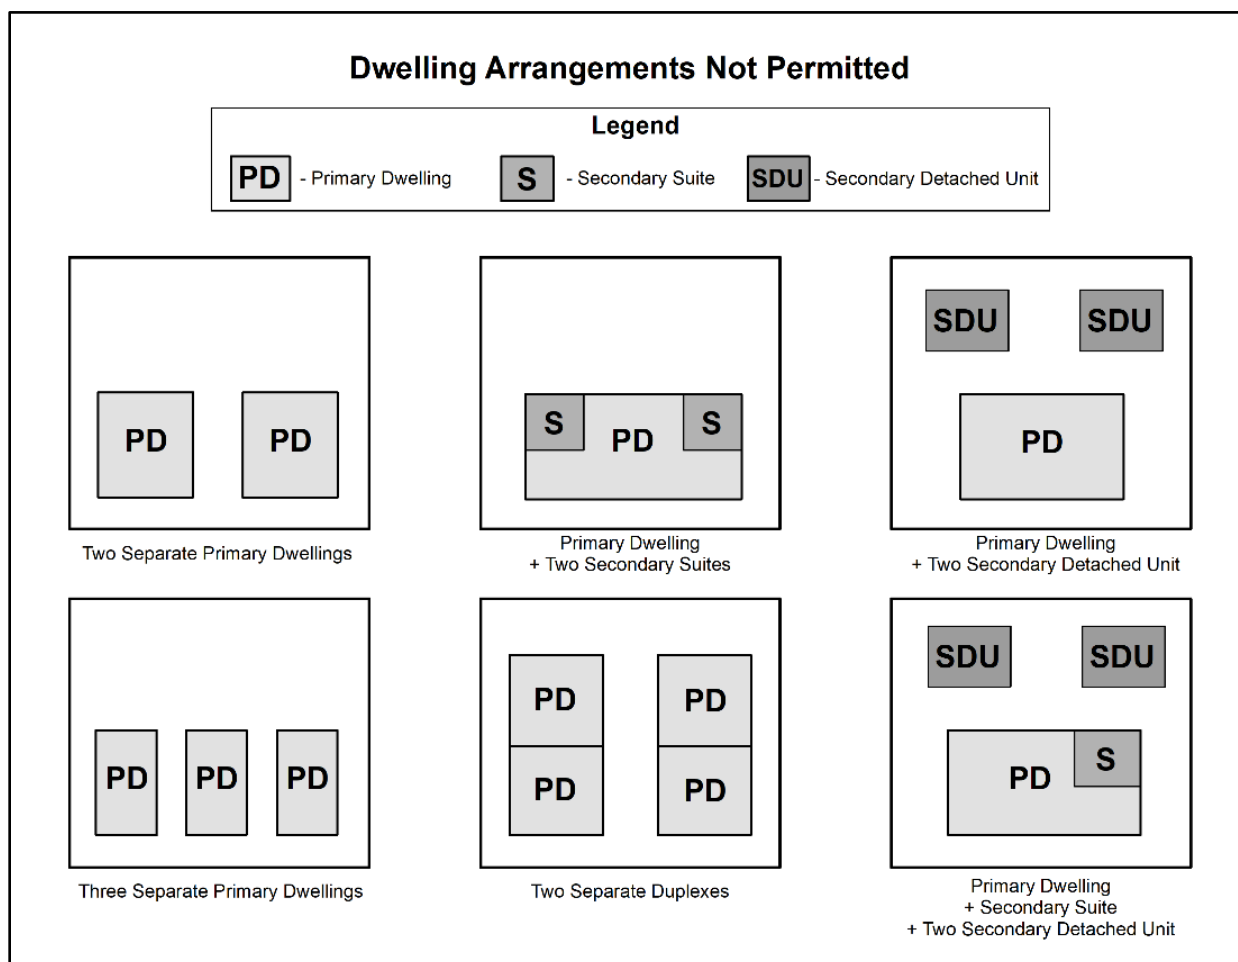 Dwelling Arrangements Not Permitted
Legend
PD - Primary Dwelling
S - Secondary Suite
SDU - Secondary Detached Unit
PD PD
Two Separate Primary Dwellings
S PD S
Primary Dwelling
+ Two Secondary Suites
SDU SDU
PD
Primary Dwelling
+ Two Secondary Detached Unit
PD PD PD
Three Separate Primary Dwellings
PD PD
PD PD
Two Separate Duplexes
SDU SDU
PD S
Primary Dwelling
+ Secondary Suite
+ Two Secondary Detached Unit